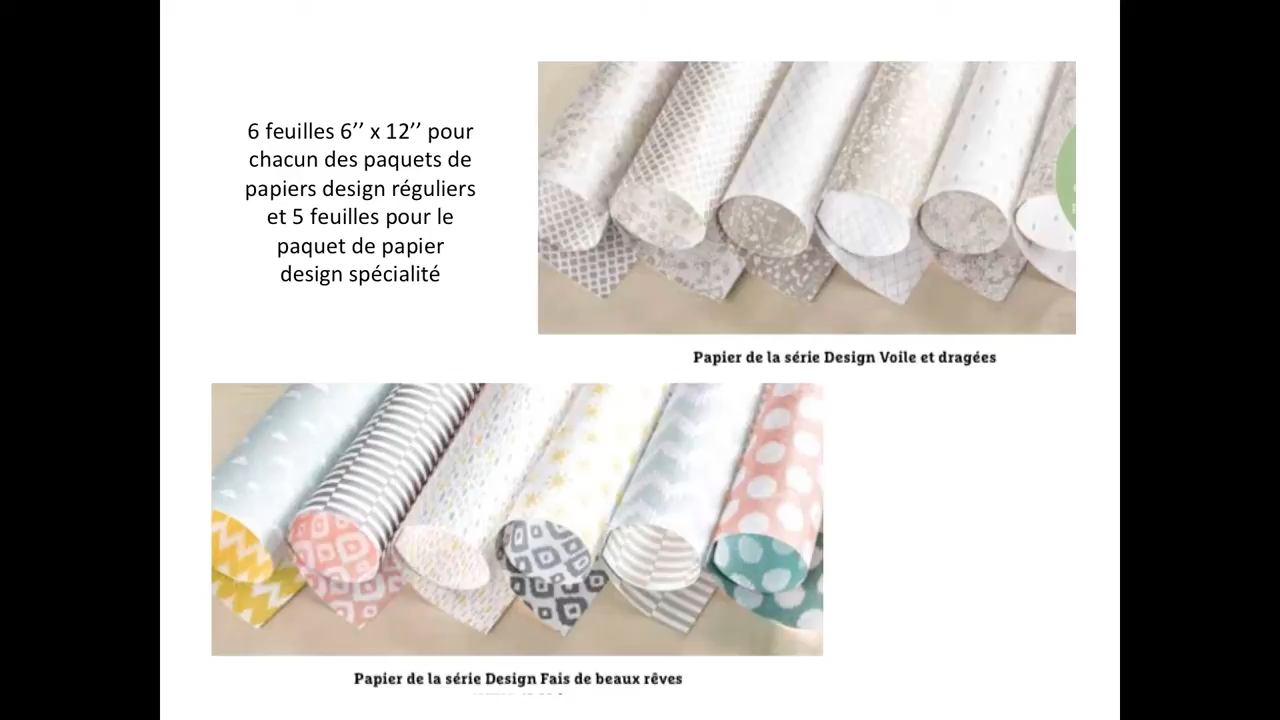 6 feuilles 6’’ x 12’’ pour
chacun des paquets de
papiers design réguliers
et 5 feuilles pour le
paquet de papier
design spécialité
Papier de la série Design Voile et dragées
Papier de la série Design Fais de beaux rêves